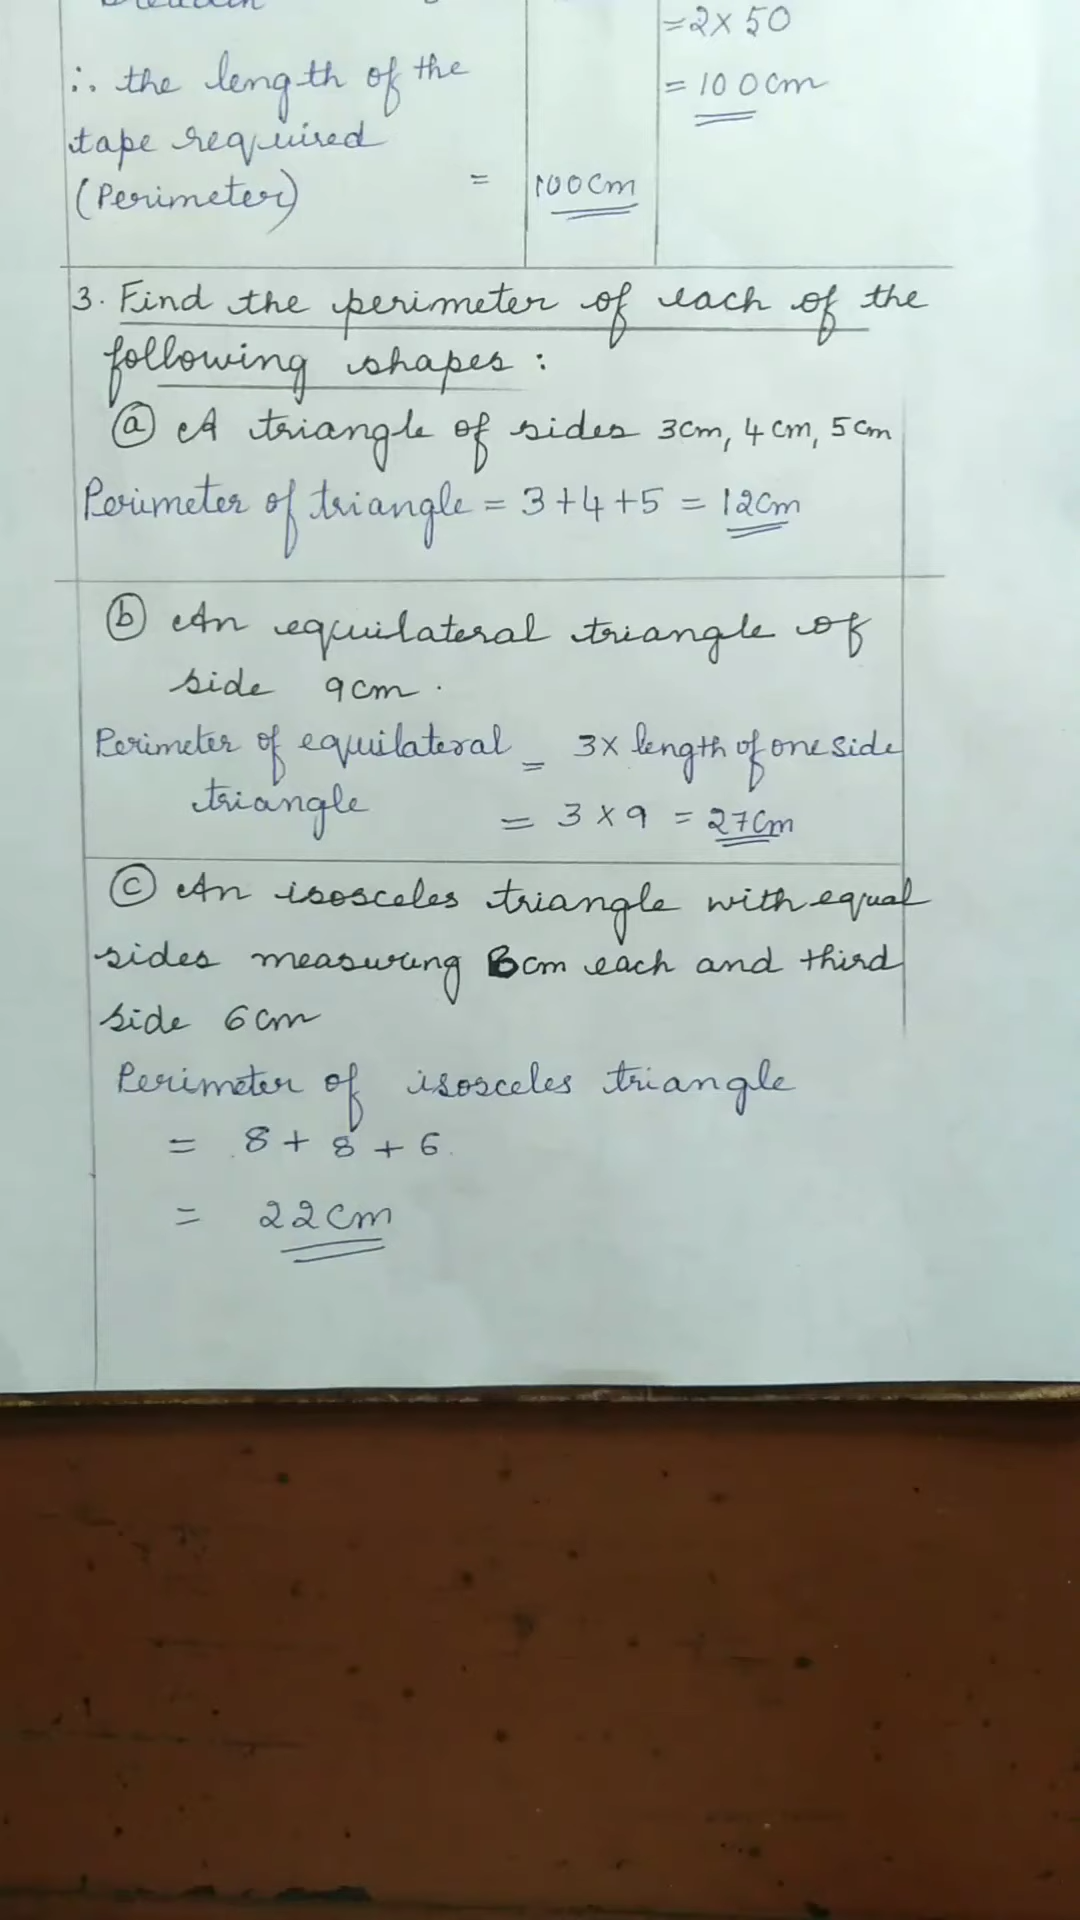 =2×50
∴ the length of the
=100cm
tape required
(Perimeter) = 100cm
3. Find the perimeter of each of the
following shapes :
(a) A triangle of sides 3cm, 4cm, 5cm
Perimeter of triangle = 3+4+5 = 12cm
(b) An equilateral triangle of
side 9cm.
Perimeter of equilateral = 3× length of one side
triangle = 3×9 = 27cm
(c) An isosceles triangle with equal
sides measuring 8cm each and third
side 6cm
Perimeter of isosceles triangle
= 8+8+6
= 22cm